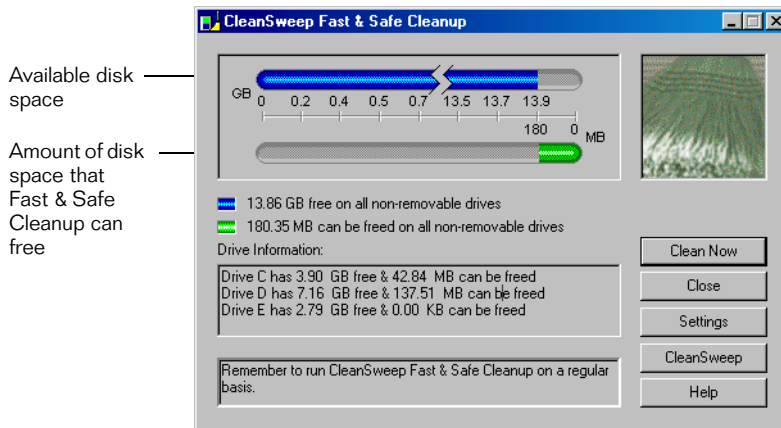 CleanSweep Fast & Safe Cleanup
Available disk
space
Amount of disk
space that
Fast & Safe
Cleanup can
free
GB
0 0.2 0.4 0.5 0.7 13.5 13.7 13.9
180 0
MB
13.86 GB free on all non-removable drives
180.35 MB can be freed on all non-removable drives
Drive Information:
Drive C has 3.90 GB free & 42.84 MB can be freed
Drive D has 7.16 GB free & 137.51 MB can be freed
Drive E has 2.79 GB free & 0.00 KB can be freed
Remember to run CleanSweep Fast & Safe Cleanup on a regular
basis.
Clean Now
Close
Settings
CleanSweep
Help